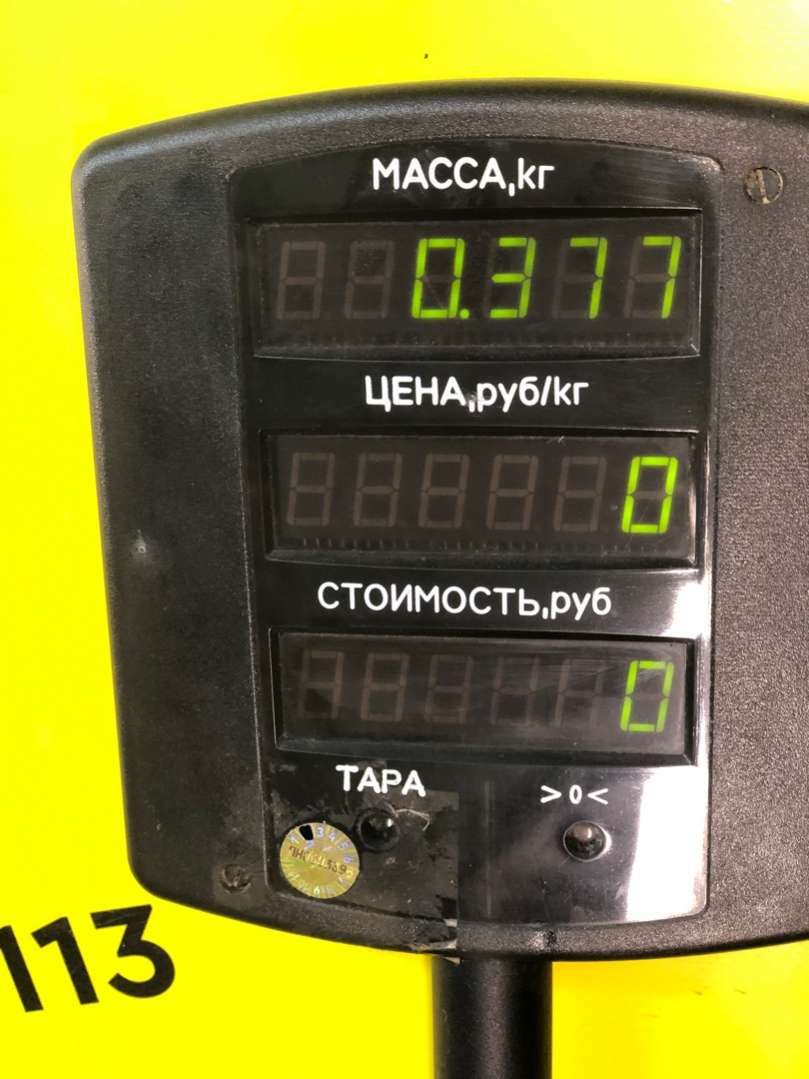 МАССА,кг
0.377
ЦЕНА,руб/кг
0
СТОИМОСТЬ,руб
0
ТАРА >0<
113